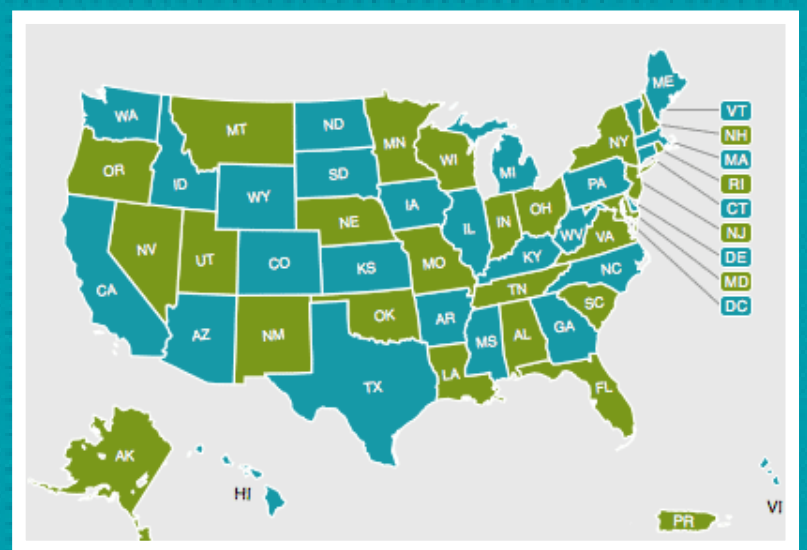 ME
WA
VT
MT
ND
NH
MN
NY
OR
WI
MA
SD
MI
ID
RI
WY
PA
CT
IA
OH
NE
NJ
IL
IN
NV
WV
VA
DE
UT
CO
KY
KS
MO
NC
MD
CA
TN
DC
OK
SC
AZ
NM
AR
GA
MS
AL
LA
TX
FL
AK
HI
VI
PR